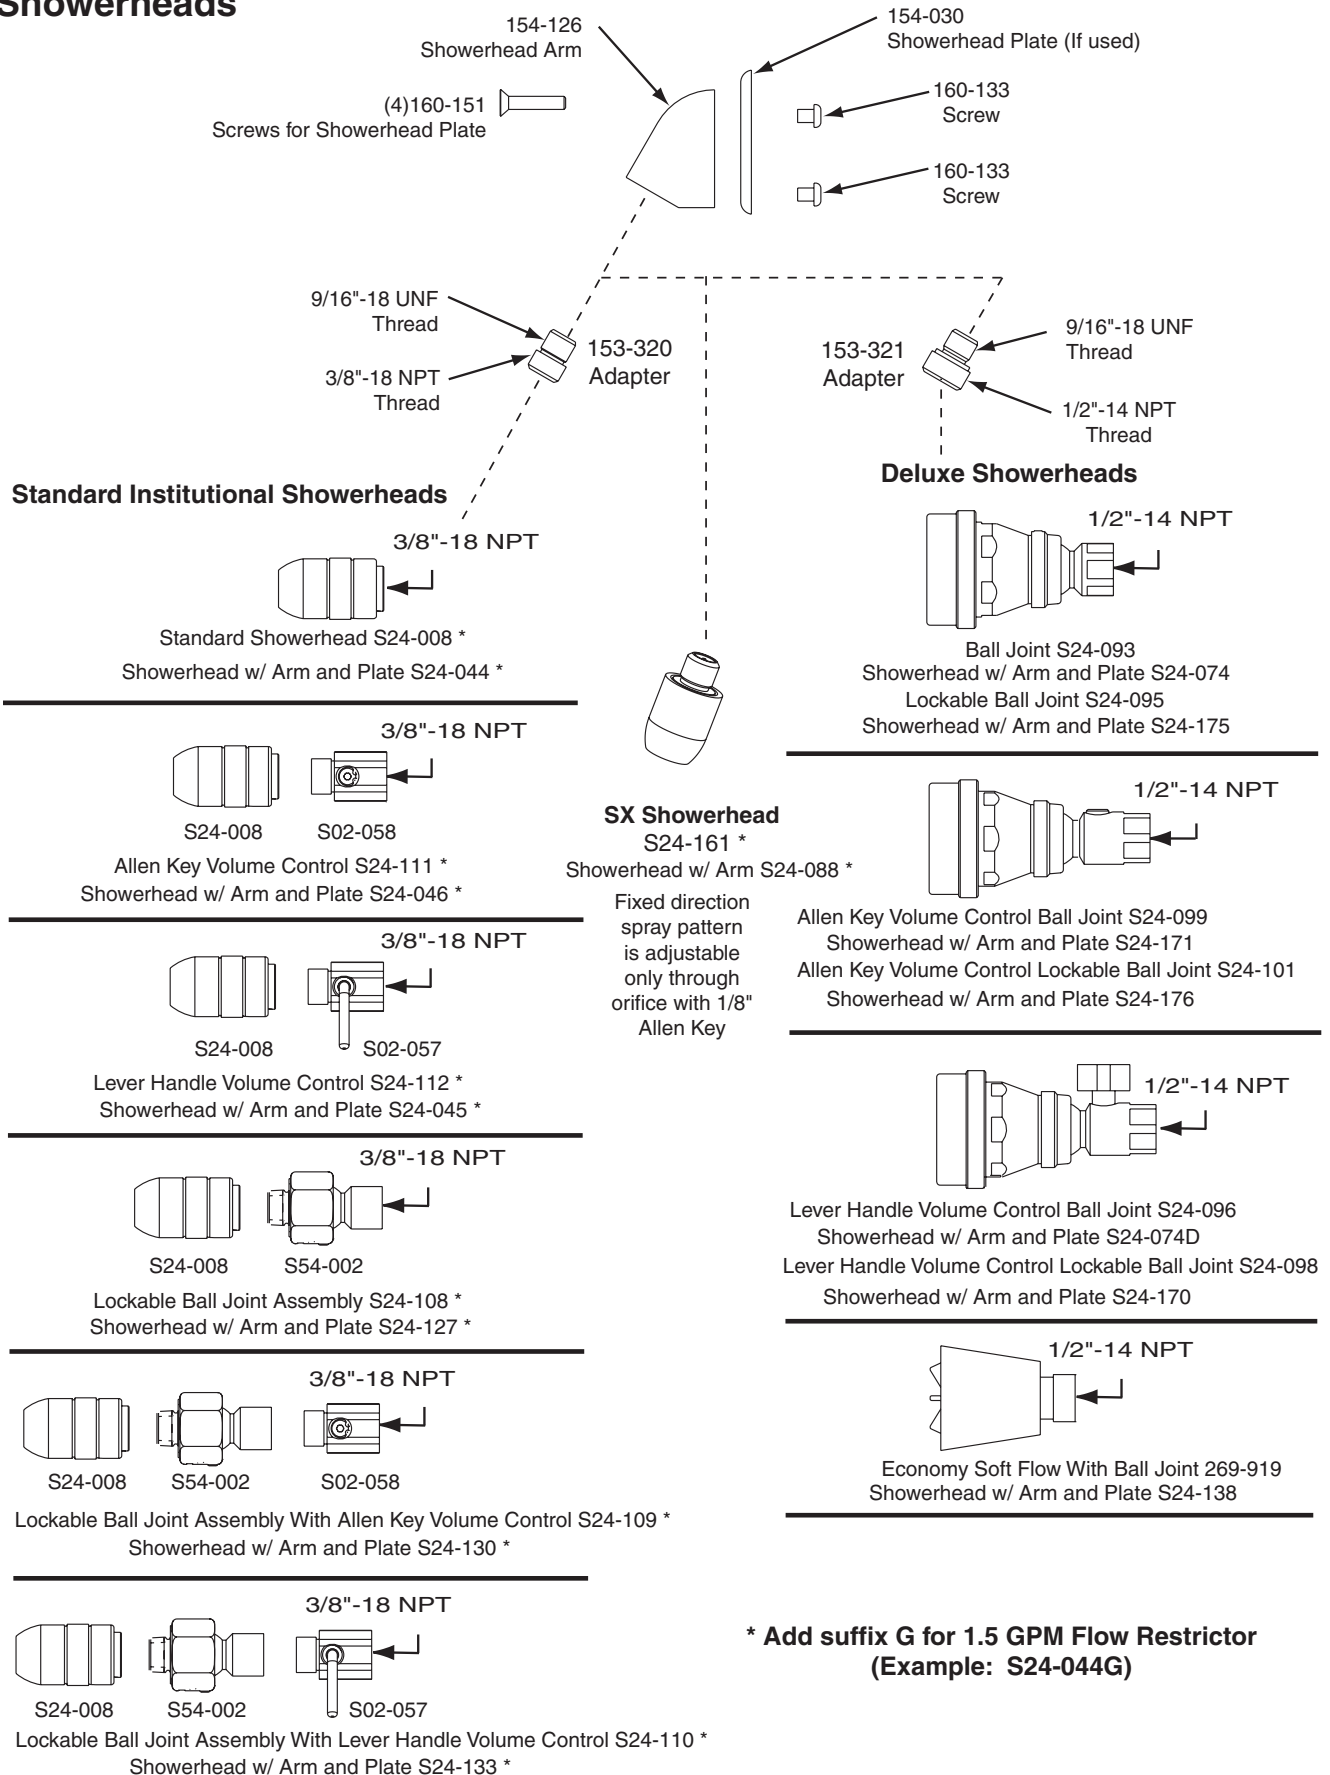 Showerheads
154-126
Showerhead Arm
154-030
Showerhead Plate (If used)
(4)160-151
Screws for Showerhead Plate
160-133
Screw
160-133
Screw
9/16"-18 UNF
Thread
3/8"-18 NPT
Thread
153-320
Adapter
153-321
Adapter
9/16"-18 UNF
Thread
1/2"-14 NPT
Thread
Standard Institutional Showerheads
3/8"-18 NPT
Standard Showerhead S24-008 *
Showerhead w/ Arm and Plate S24-044 *
3/8"-18 NPT
S24-008
S02-058
Allen Key Volume Control S24-111 *
Showerhead w/ Arm and Plate S24-046 *
3/8"-18 NPT
S24-008
S02-057
Lever Handle Volume Control S24-112 *
Showerhead w/ Arm and Plate S24-045 *
3/8"-18 NPT
S24-008
S54-002
Lockable Ball Joint Assembly S24-108 *
Showerhead w/ Arm and Plate S24-127 *
3/8"-18 NPT
S24-008
S54-002
S02-058
Lockable Ball Joint Assembly With Allen Key Volume Control S24-109 *
Showerhead w/ Arm and Plate S24-130 *
3/8"-18 NPT
S24-008
S54-002
S02-057
Lockable Ball Joint Assembly With Lever Handle Volume Control S24-110 *
Showerhead w/ Arm and Plate S24-133 *
SX Showerhead
S24-161 *
Showerhead w/ Arm S24-088 *
Fixed direction
spray pattern
is adjustable
only through
orifice with 1/8"
Allen Key
Deluxe Showerheads
1/2"-14 NPT
Ball Joint S24-093
Showerhead w/ Arm and Plate S24-074
Lockable Ball Joint S24-095
Showerhead w/ Arm and Plate S24-175
1/2"-14 NPT
Allen Key Volume Control Ball Joint S24-099
Showerhead w/ Arm and Plate S24-171
Allen Key Volume Control Lockable Ball Joint S24-101
Showerhead w/ Arm and Plate S24-176
1/2"-14 NPT
Lever Handle Volume Control Ball Joint S24-096
Showerhead w/ Arm and Plate S24-074D
Lever Handle Volume Control Lockable Ball Joint S24-098
Showerhead w/ Arm and Plate S24-170
1/2"-14 NPT
Economy Soft Flow With Ball Joint 269-919
Showerhead w/ Arm and Plate S24-138
* Add suffix G for 1.5 GPM Flow Restrictor
(Example: S24-044G)